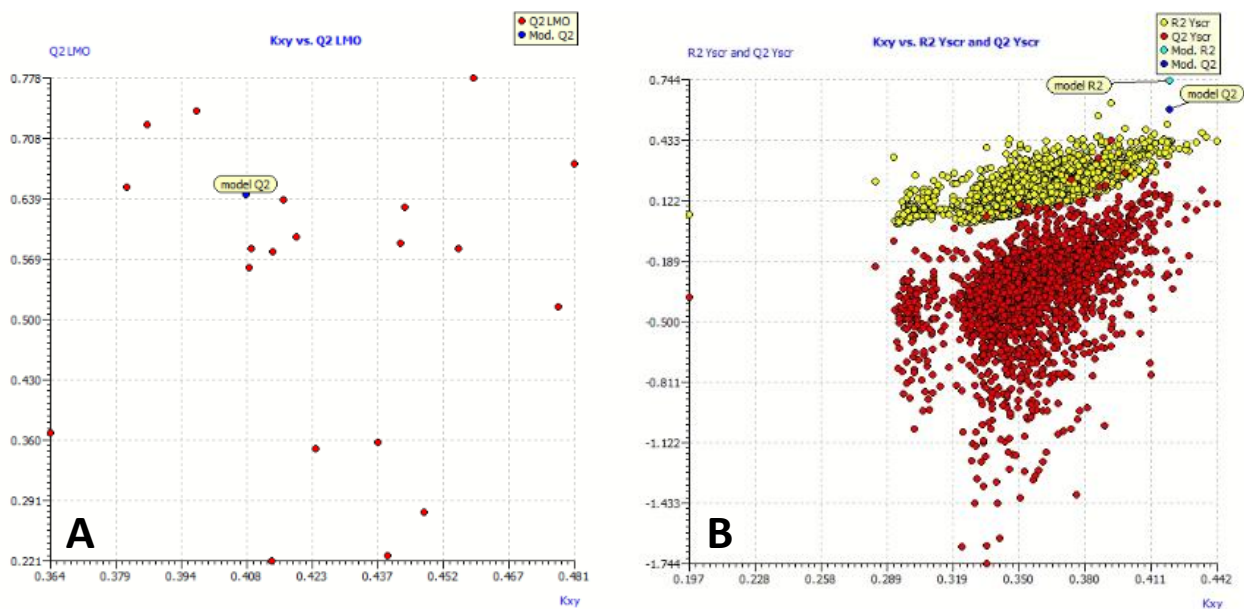 Kxy vs. Q2 LMO
Q2 LMO
Mod. Q2
Q2 LMO
0.778
0.708
0.639
0.569
0.500
0.430
0.360
0.291
0.221
model Q2
A
0.364 0.379 0.394 0.408 0.423 0.437 0.452 0.467 0.481
Kxy
Kxy vs. R2 Yscr and Q2 Yscr
R2 Yscr
Q2 Yscr
Mod. R2
Mod. Q2
R2 Yscr and Q2 Yscr
0.744
0.433
0.122
-0.189
-0.500
-0.811
-1.122
-1.433
-1.744
model R2
model Q2
B
0.197 0.228 0.258 0.289 0.319 0.350 0.380 0.411 0.442
Kxy